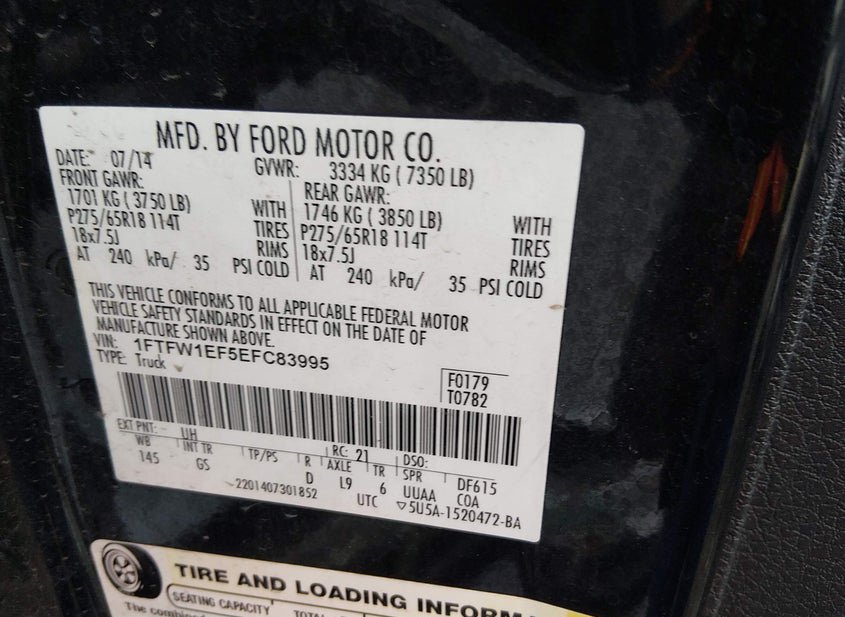 MFD. BY FORD MOTOR CO.
DATE: 07/14 GVWR: 3334 KG ( 7350 LB)
FRONT GAWR: REAR GAWR:
1701 KG ( 3750 LB) WITH 1746 KG ( 3850 LB) WITH
P275/65R18 114T TIRES P275/65R18 114T TIRES
18x7.5J RIMS 18x7.5J RIMS
AT 240 kPa/ 35 PSI COLD AT 240 kPa/ 35 PSI COLD
THIS VEHICLE CONFORMS TO ALL APPLICABLE FEDERAL MOTOR
VEHICLE SAFETY STANDARDS IN EFFECT ON THE DATE OF
MANUFACTURE SHOWN ABOVE.
VIN: 1FTFW1EF5EFC83995
TYPE: Truck
F0179
T0782
EXT PNT: UH RC: 21 DSO:
WB INT TR TP/PS R AXLE TR SPR DF615
145 GS D L9 6 UUAA COA
2201407301852 UTC ▽5U5A-1520472-BA
TIRE AND LOADING
SEATING CAPACITY
The